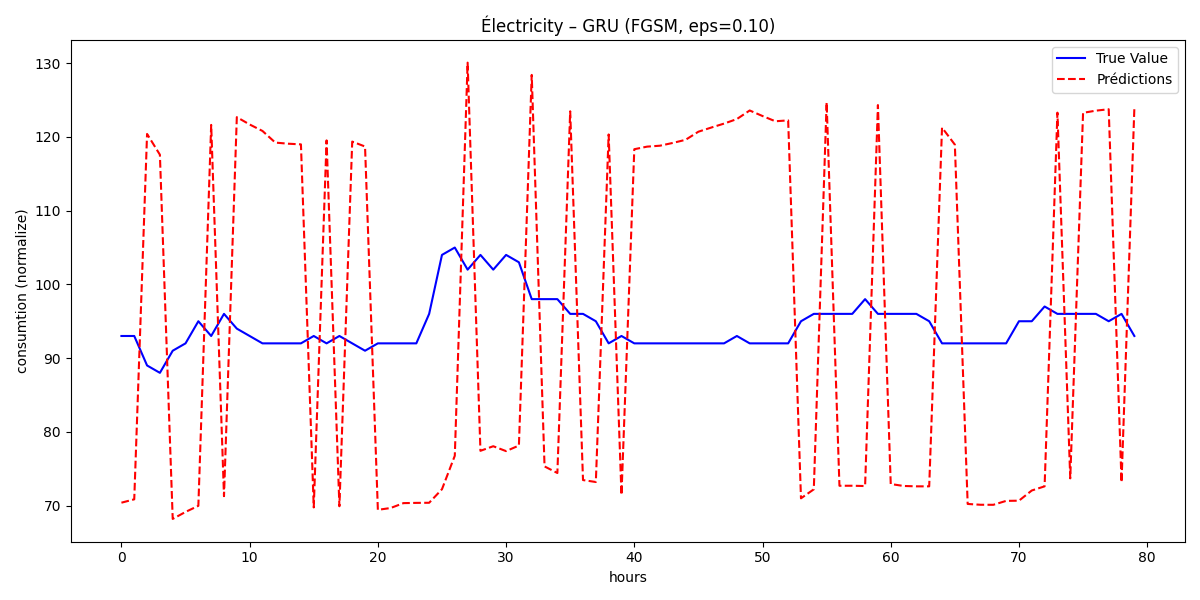 Électricity – GRU (FGSM, eps=0.10)
True Value
Prédictions
consumtion (normalize)
130
120
110
100
90
80
70
0 10 20 30 40 50 60 70 80
hours